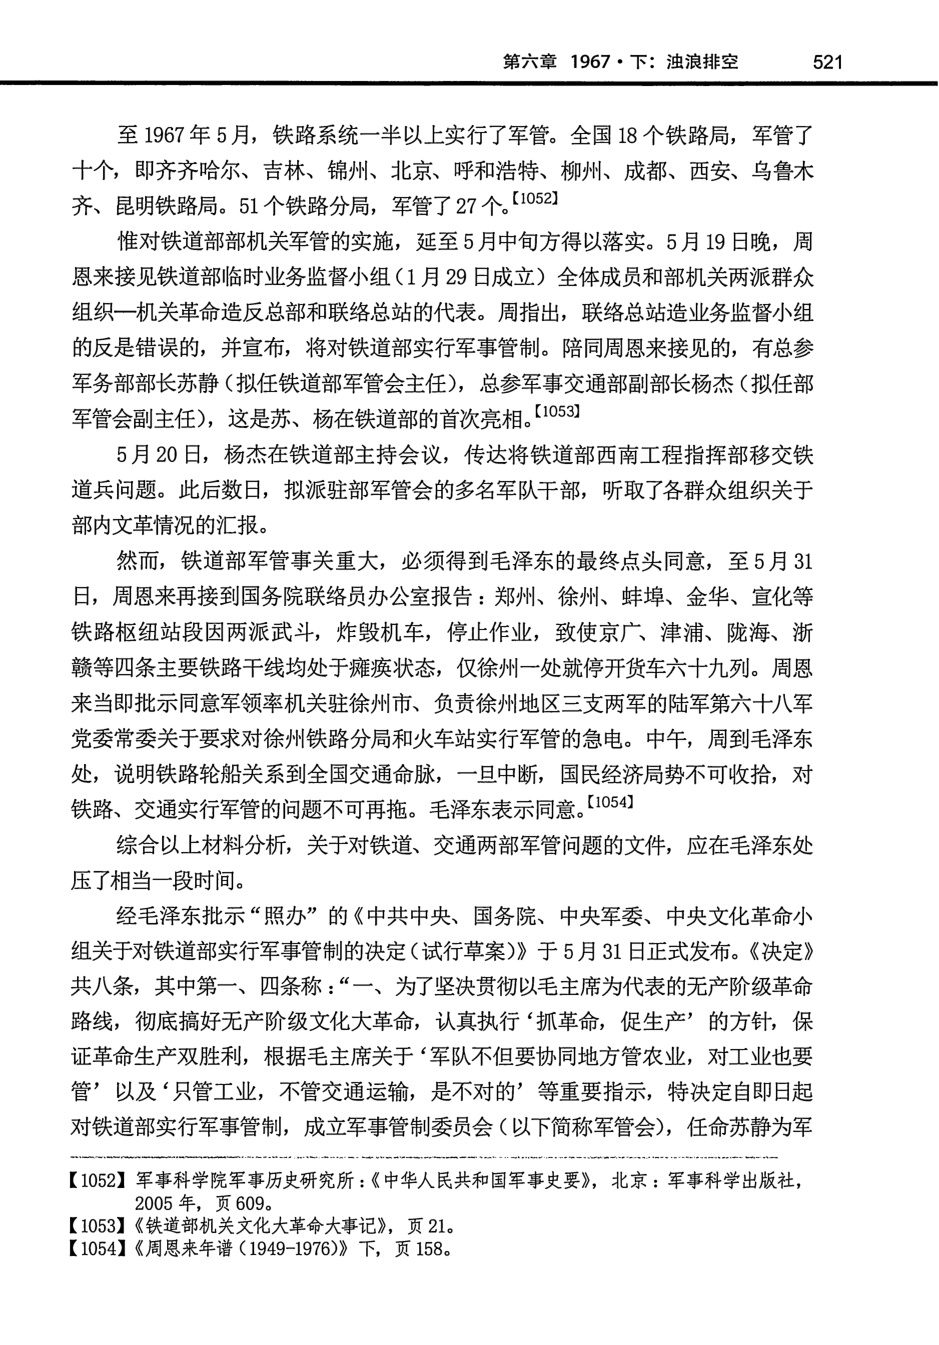 第六章 1967·下：浊浪排空 521
至 1967 年 5 月，铁路系统一半以上实行了军管。全国 18 个铁路局，军管了
十个，即齐齐哈尔、吉林、锦州、北京、呼和浩特、柳州、成都、西安、乌鲁木
齐、昆明铁路局。51 个铁路分局，军管了 27 个。【1052】
惟对铁道部部机关军管的实施，延至 5 月中旬方得以落实。5 月 19 日晚，周
恩来接见铁道部临时业务监督小组（1 月 29 日成立）全体成员和部机关两派群众
组织—机关革命造反总部和联络总站的代表。周指出，联络总站造业务监督小组
的反是错误的，并宣布，将对铁道部实行军事管制。陪同周恩来接见的，有总参
军务部部长苏静（拟任铁道部军管会主任），总参军事交通部副部长杨杰（拟任部
军管会副主任），这是苏、杨在铁道部的首次亮相。【1053】
5 月 20 日，杨杰在铁道部主持会议，传达将铁道部西南工程指挥部移交铁
道兵问题。此后数日，拟派驻部军管会的多名军队干部，听取了各群众组织关于
部内文革情况的汇报。
然而，铁道部军管事关重大，必须得到毛泽东的最终点头同意，至 5 月 31
日，周恩来再接到国务院联络员办公室报告：郑州、徐州、蚌埠、金华、宣化等
铁路枢纽站段因两派武斗，炸毁机车，停止作业，致使京广、津浦、陇海、浙
赣等四条主要铁路干线均处于瘫痪状态，仅徐州一处就停开货车六十九列。周恩
来当即批示同意军领率机关驻徐州市、负责徐州地区三支两军的陆军第六十八军
党委常委关于要求对徐州铁路分局和火车站实行军管的急电。中午，周到毛泽东
处，说明铁路轮船关系到全国交通命脉，一旦中断，国民经济局势不可收拾，对
铁路、交通实行军管的问题不可再拖。毛泽东表示同意。【1054】
综合以上材料分析，关于对铁道、交通两部军管问题的文件，应在毛泽东处
压了相当一段时间。
经毛泽东批示“照办”的《中共中央、国务院、中央军委、中央文化革命小
组关于对铁道部实行军事管制的决定（试行草案）》于 5 月 31 日正式发布。《决定》
共八条，其中第一、四条称：“一、为了坚决贯彻以毛主席为代表的无产阶级革命
路线，彻底搞好无产阶级文化大革命，认真执行‘抓革命，促生产’的方针，保
证革命生产双胜利，根据毛主席关于‘军队不但要协同地方管农业，对工业也要
管’以及‘只管工业，不管交通运输，是不对的’等重要指示，特决定自即日起
对铁道部实行军事管制，成立军事管制委员会（以下简称军管会），任命苏静为军
【1052】军事科学院军事历史研究所：《中华人民共和国军事史要》，北京：军事科学出版社，
2005 年，页 609。
【1053】《铁道部机关文化大革命大事记》，页 21。
【1054】《周恩来年谱（1949-1976）》下，页 158。